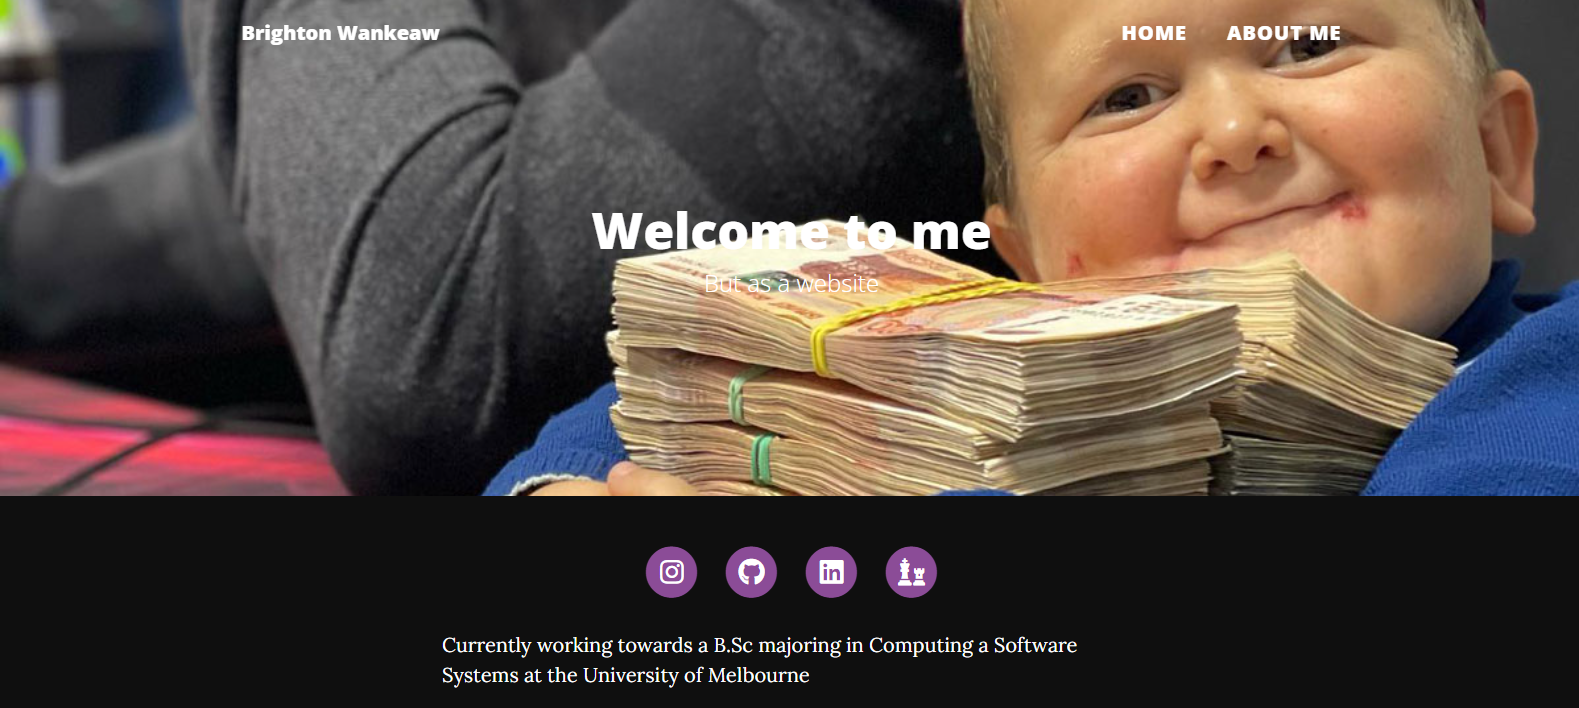 Brighton Wankeaw
HOME ABOUT ME
Welcome to me
But as a website
Currently working towards a B.Sc majoring in Computing a Software
Systems at the University of Melbourne